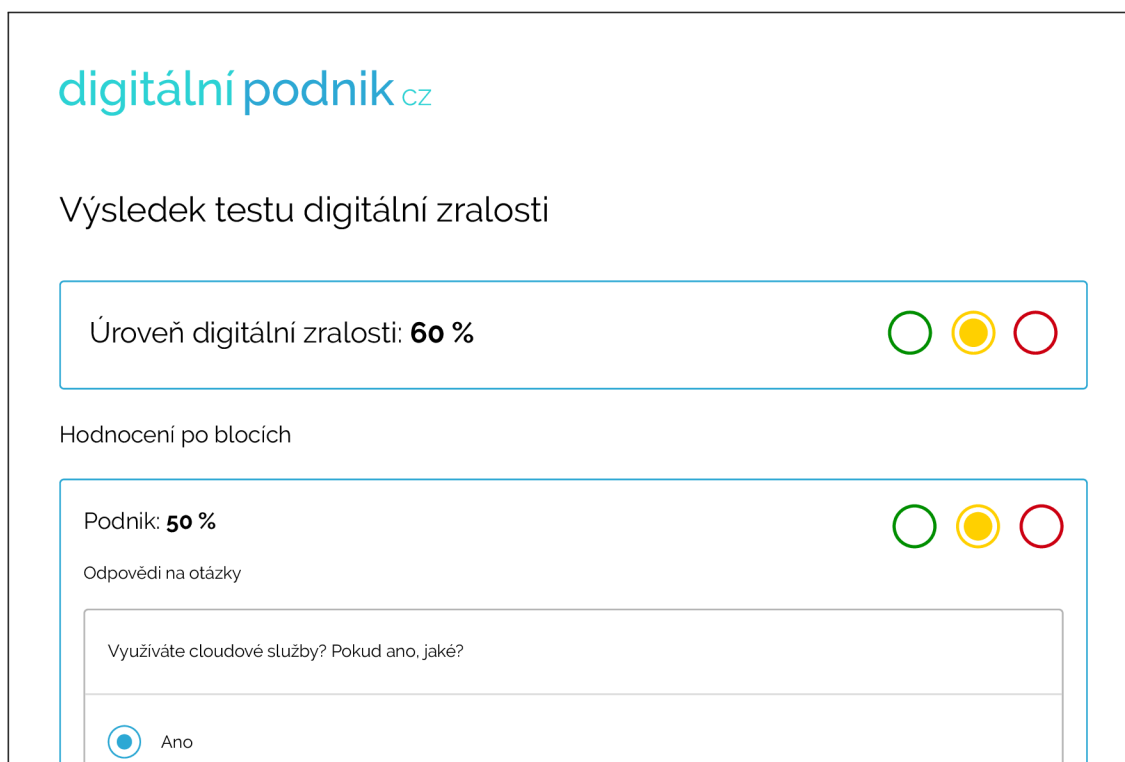 digitální podnik cz
Výsledek testu digitální zralosti
Úroveň digitální zralosti: 60 %
Hodnocení po blocích
Podnik: 50 %
Odpovědi na otázky
Využíváte cloudové služby? Pokud ano, jaké?
Ano